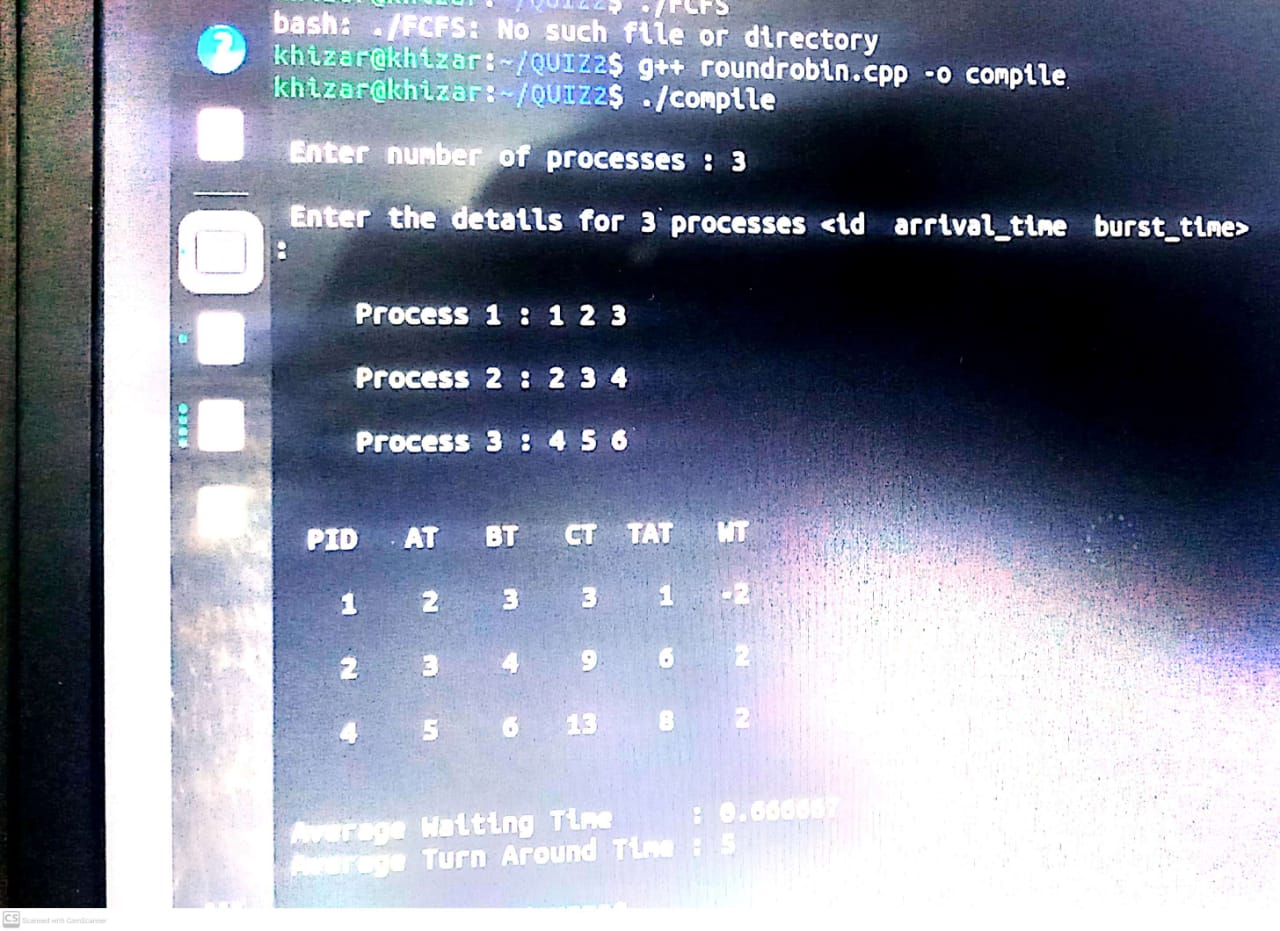 khizar@khizar:~/QUIZ2$ ./FCFS
bash: ./FCFS: No such file or directory
khizar@khizar:~/QUIZ2$ g++ roundrobin.cpp -o compile
khizar@khizar:~/QUIZ2$ ./compile
Enter number of processes : 3
Enter the details for 3 processes <id arrival_time burst_time>
:
Process 1 : 1 2 3
Process 2 : 2 3 4
Process 3 : 4 5 6
PID AT BT CT TAT WT
1 2 3 3 1 -2
2 3 4 9 6 2
4 5 6 13 8 2
Average Waiting Time : 0.666667
Average Turn Around Time : 5
CS Scanned with CamScanner